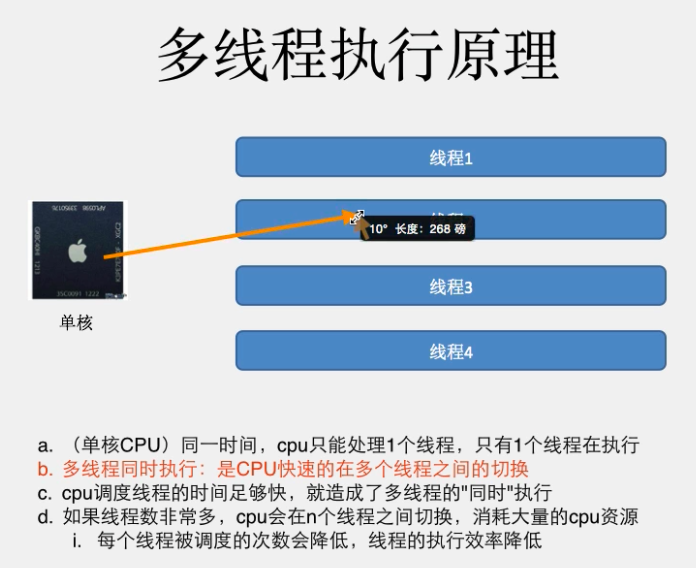 多线程执行原理
线程1
10° 长度：268 磅
线程3
线程4
单核
a. （单核CPU）同一时间，cpu只能处理1个线程，只有1个线程在执行
b. 多线程同时执行：是CPU快速的在多个线程之间的切换
c. cpu调度线程的时间足够快，就造成了多线程的"同时"执行
d. 如果线程数非常多，cpu会在n个线程之间切换，消耗大量的cpu资源
i. 每个线程被调度的次数会降低，线程的执行效率降低